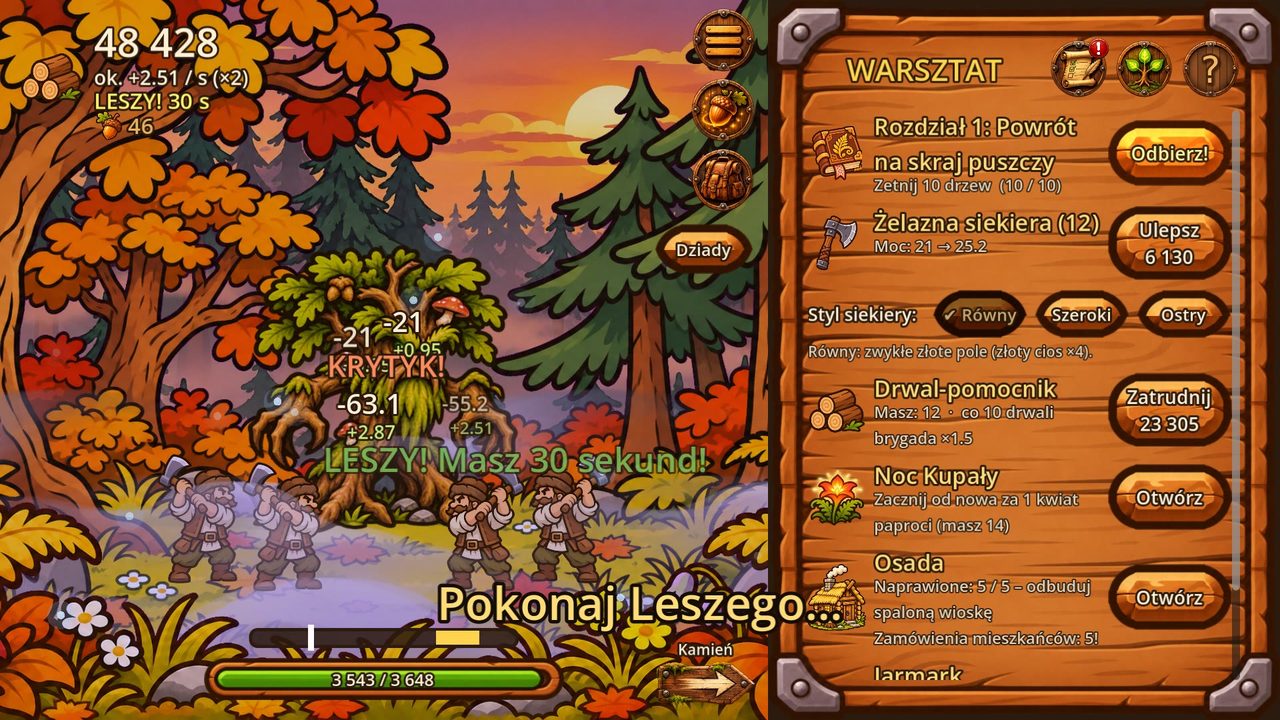 48 428
ok. +2.51 / s (×2)
LESZY! 30 s
46
Dziady
-21
-21
+0.95
KRYTYK!
-63.1
-55.2
+2.87
+2.51
LESZY! Masz 30 sekund!
Pokonaj Leszego...
Kamień
3 543 / 3 648
WARSZTAT
!
?
Rozdział 1: Powrót
na skraj puszczy
Zetnij 10 drzew (10 / 10)
Odbierz!
Żelazna siekiera (12)
Moc: 21 → 25.2
Ulepsz
6 130
Styl siekiery:
✓ Równy
Szeroki
Ostry
Równy: zwykłe złote pole (złoty cios ×4).
Drwal-pomocnik
Masz: 12 · co 10 drwali
brygada ×1.5
Zatrudnij
23 305
Noc Kupały
Zacznij od nowa za 1 kwiat
paproci (masz 14)
Otwórz
Osada
Naprawione: 5 / 5 – odbuduj
spaloną wioskę
Zamówienia mieszkańców: 5!
Otwórz
Jarmark